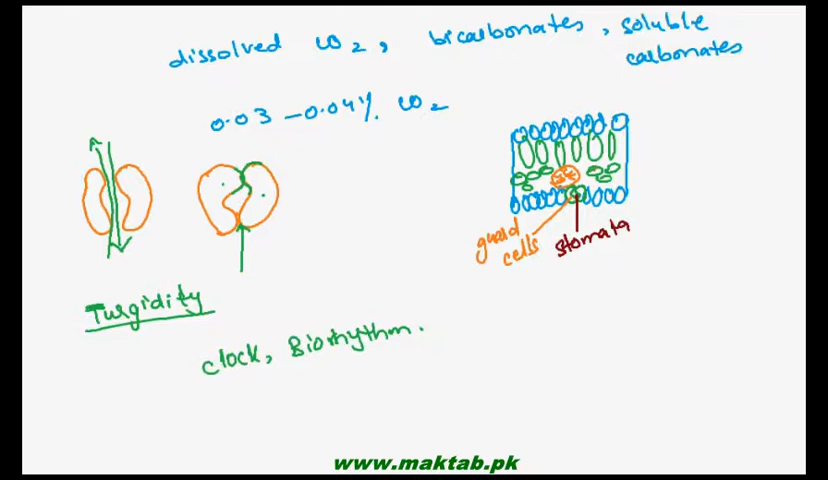 dissolved CO2, bicarbonates, soluble
carbonates
0.03 – 0.04% CO2
guard
cells
stomata
Turgidity
clock, Biorhythm.
www.maktab.pk